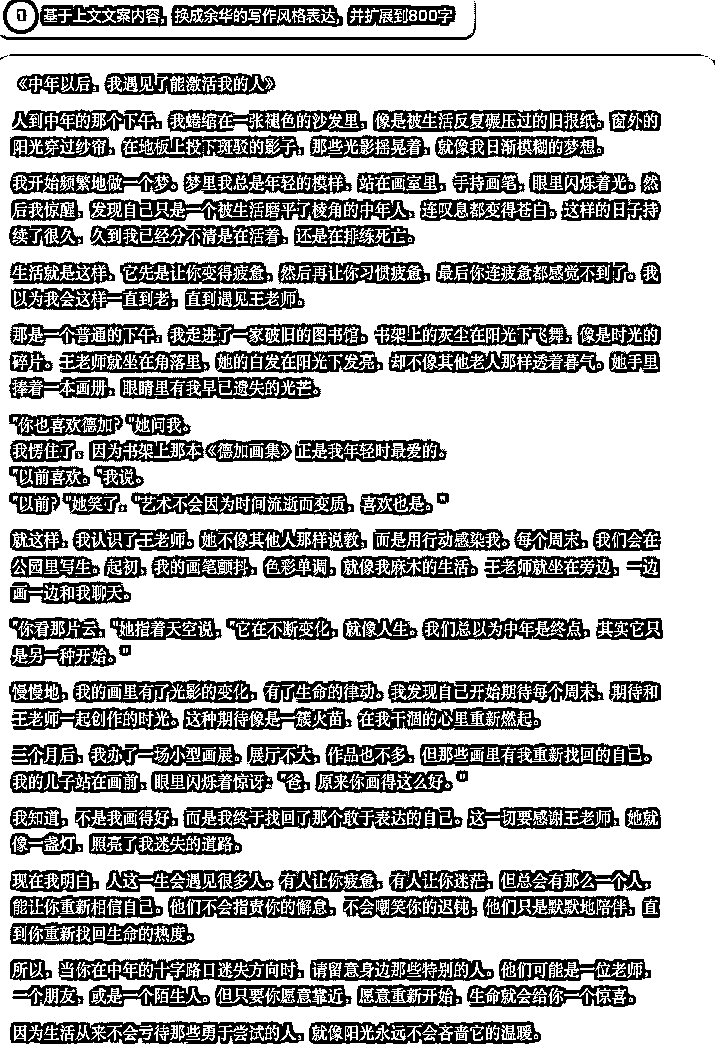 基于上文文案内容，换成余华的写作风格表达，并扩展到800字
《中年以后，我遇见了能激活我的人》
人到中年的那个下午，我蜷缩在一张褪色的沙发里，像是被生活反复碾压过的旧报纸。窗外的
阳光穿过纱帘，在地板上投下斑驳的影子，那些光影摇晃着，就像我日渐模糊的梦想。
我开始频繁地做一个梦。梦里我总是年轻的模样，站在画室里，手持画笔，眼里闪烁着光。然
后我惊醒，发现自己只是一个被生活磨平了棱角的中年人，连叹息都变得苍白。这样的日子持
续了很久，久到我已经分不清是在活着，还是在排练死亡。
生活就是这样，它先是让你变得疲惫，然后再让你习惯疲惫，最后你连疲惫都感觉不到了。我
以为我会这样一直到老，直到遇见王老师。
那是一个普通的下午，我走进了一家破旧的图书馆。书架上的灰尘在阳光下飞舞，像是时光的
碎片。王老师就坐在角落里，她的白发在阳光下发亮，却不像其他老人那样透着暮气。她手里
捧着一本画册，眼睛里有我早已遗失的光芒。
"你也喜欢德加？"她问我。
我愣住了，因为书架上那本《德加画集》正是我年轻时最爱的。
"以前喜欢。"我说。
"以前？"她笑了，"艺术不会因为时间流逝而变质，喜欢也是。"
就这样，我认识了王老师。她不像其他人那样说教，而是用行动感染我。每个周末，我们会在
公园里写生。起初，我的画笔颤抖，色彩单调，就像我麻木的生活。王老师就坐在旁边，一边
画一边和我聊天。
"你看那片云，"她指着天空说，"它在不断变化，就像人生。我们总以为中年是终点，其实它只
是另一种开始。"
慢慢地，我的画里有了光影的变化，有了生命的律动。我发现自己开始期待每个周末，期待和
王老师一起创作的时光。这种期待像是一簇火苗，在我干涸的心里重新燃起。
三个月后，我办了一场小型画展。展厅不大，作品也不多，但那些画里有我重新找回的自己。
我的儿子站在画前，眼里闪烁着惊讶："爸，原来你画得这么好。"
我知道，不是我画得好，而是我终于找回了那个敢于表达的自己。这一切要感谢王老师，她就
像一盏灯，照亮了我迷失的道路。
现在我明白，人这一生会遇见很多人。有人让你疲惫，有人让你迷茫，但总会有那么一个人，
能让你重新相信自己。他们不会指责你的懈怠，不会嘲笑你的迟钝，他们只是默默地陪伴，直
到你重新找回生命的热度。
所以，当你在中年的十字路口迷失方向时，请留意身边那些特别的人。他们可能是一位老师，
一个朋友，或是一个陌生人。但只要你愿意靠近，愿意重新开始，生命就会给你一个惊喜。
因为生活从来不会亏待那些勇于尝试的人，就像阳光永远不会吝啬它的温暖。